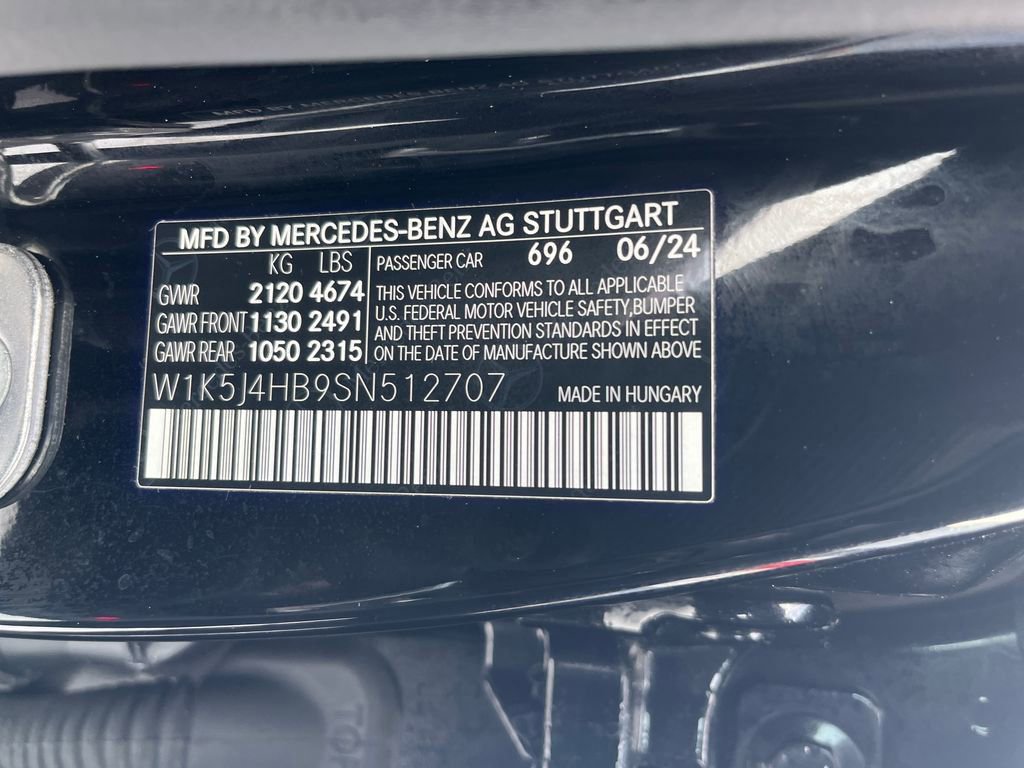 MFD BY MERCEDES-BENZ AG STUTTGART
KG LBS
GVWR 2120 4674
GAWR FRONT 1130 2491
GAWR REAR 1050 2315
PASSENGER CAR 696 06/24
THIS VEHICLE CONFORMS TO ALL APPLICABLE
U.S. FEDERAL MOTOR VEHICLE SAFETY,BUMPER
AND THEFT PREVENTION STANDARDS IN EFFECT
ON THE DATE OF MANUFACTURE SHOWN ABOVE
W1K5J4HB9SN512707
MADE IN HUNGARY